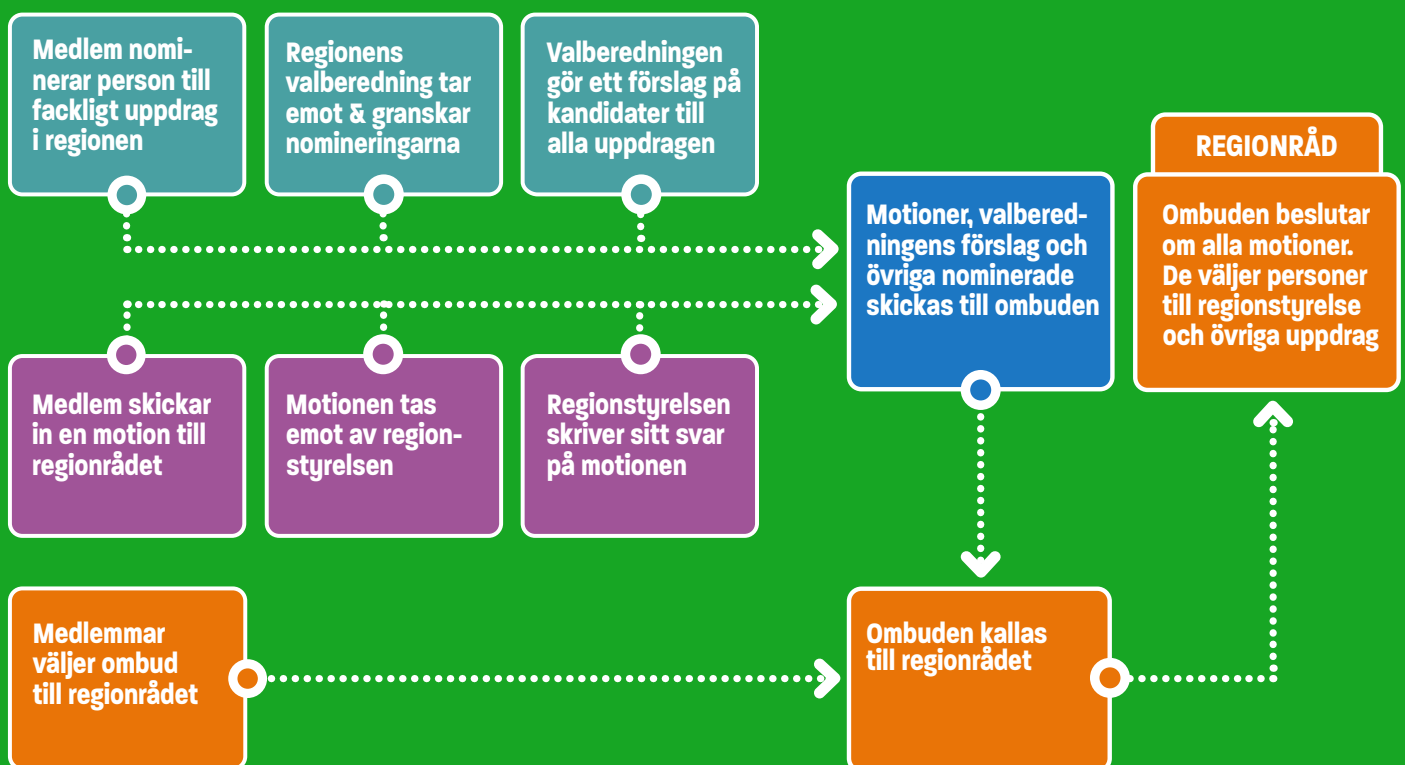 Medlem nomi-
nerar person till
fackligt uppdrag
i regionen
Regionens
valberedning tar
emot & granskar
nomineringarna
Valberedningen
gör ett förslag på
kandidater till
alla uppdragen
Medlem skickar
in en motion till
regionrådet
Motionen tas
emot av region-
styrelsen
Regionstyrelsen
skriver sitt svar
på motionen
Motioner, valbered-
ningens förslag och
övriga nominerade
skickas till ombuden
Medlemmar
väljer ombud
till regionrådet
Ombuden kallas
till regionrådet
REGIONRÅD
Ombuden beslutar
om alla motioner.
De väljer personer
till regionstyrelse
och övriga uppdrag